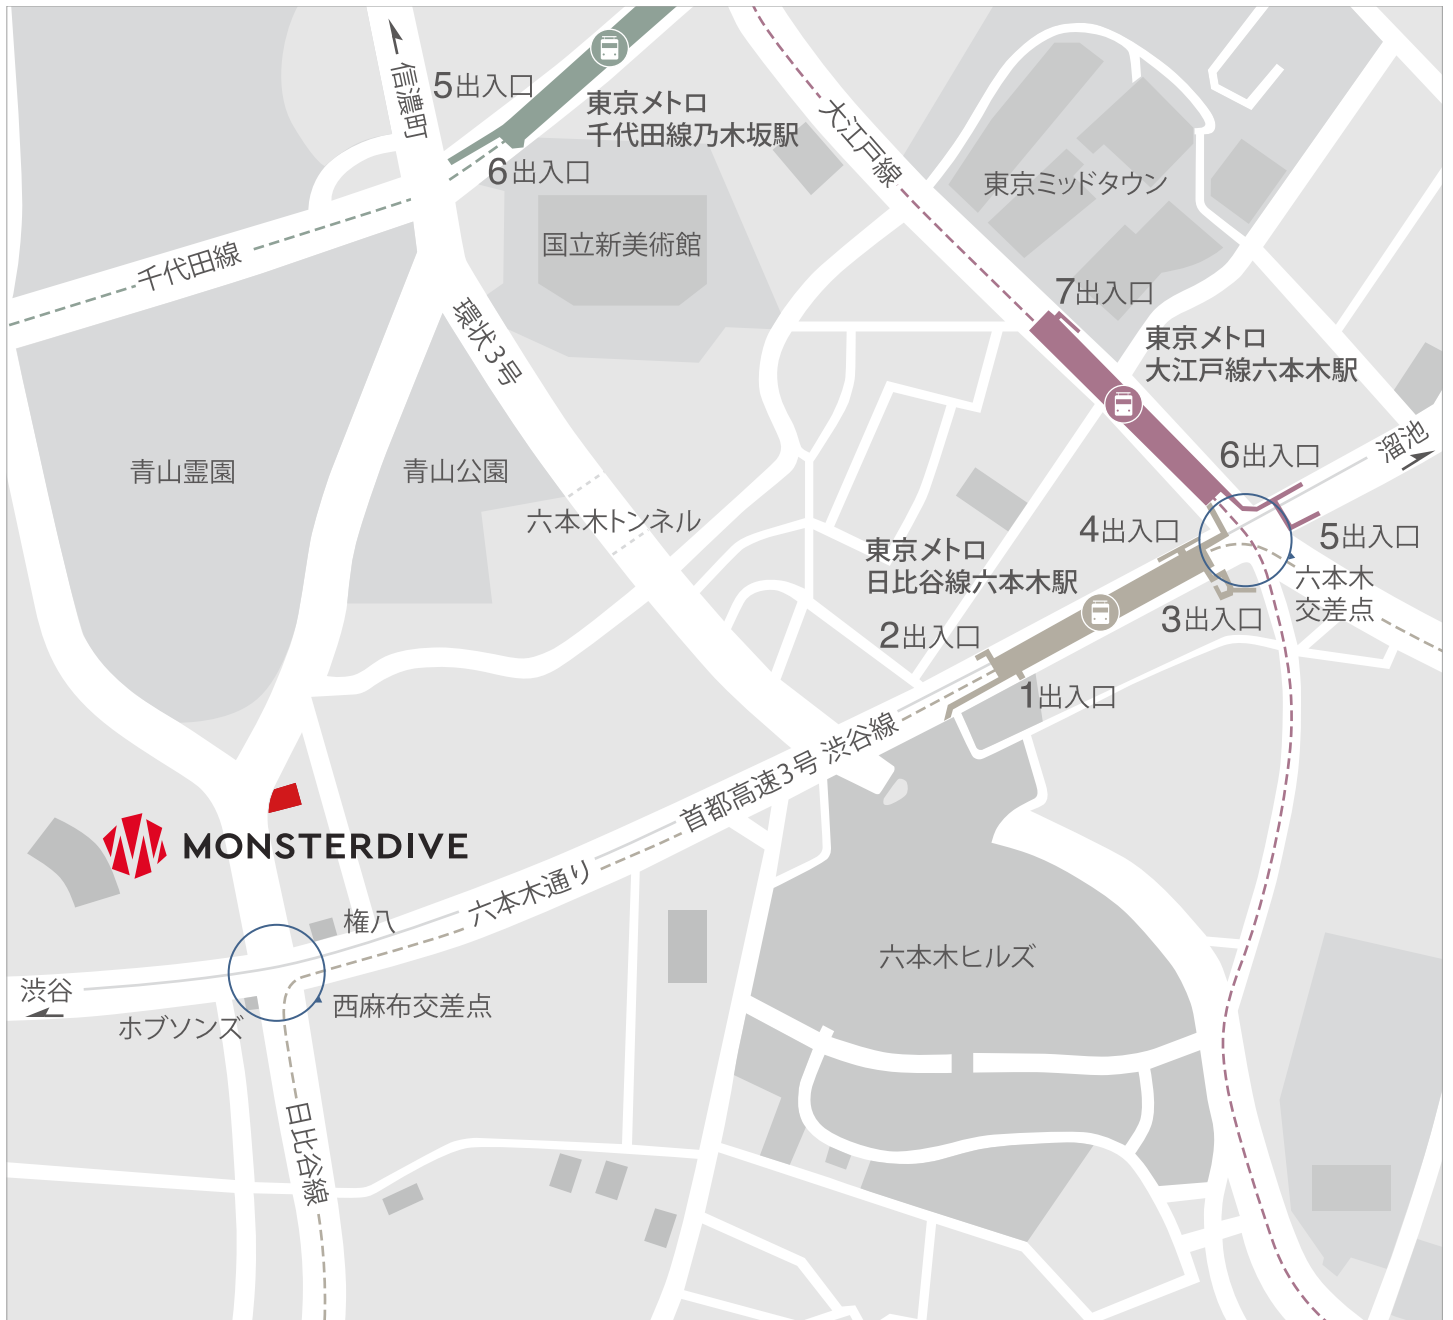 信濃町
5出入口
東京メトロ
千代田線乃木坂駅
6出入口
大江戸線
東京ミッドタウン
国立新美術館
千代田線
7出入口
環状3号
東京メトロ
大江戸線六本木駅
青山霊園
青山公園
6出入口
溜池
六本木トンネル
4出入口
5出入口
東京メトロ
日比谷線六本木駅
六本木
交差点
2出入口
3出入口
1出入口
首都高速3号 渋谷線
MONSTERDIVE
六本木通り
権八
六本木ヒルズ
渋谷
西麻布交差点
ホブソンズ
日比谷線